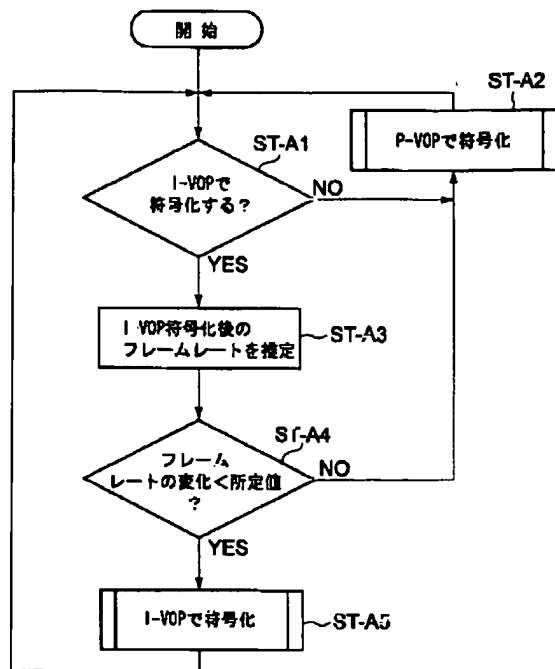 開始
ST-A2
P-VOPで符号化
ST-A1
I-VOPで
符号化する?
NO
YES
I-VOP符号化後の
フレームレートを推定
ST-A3
ST-A4
フレーム
レートの変化<所定値
?
NO
YES
I-VOPで符号化
ST-A5